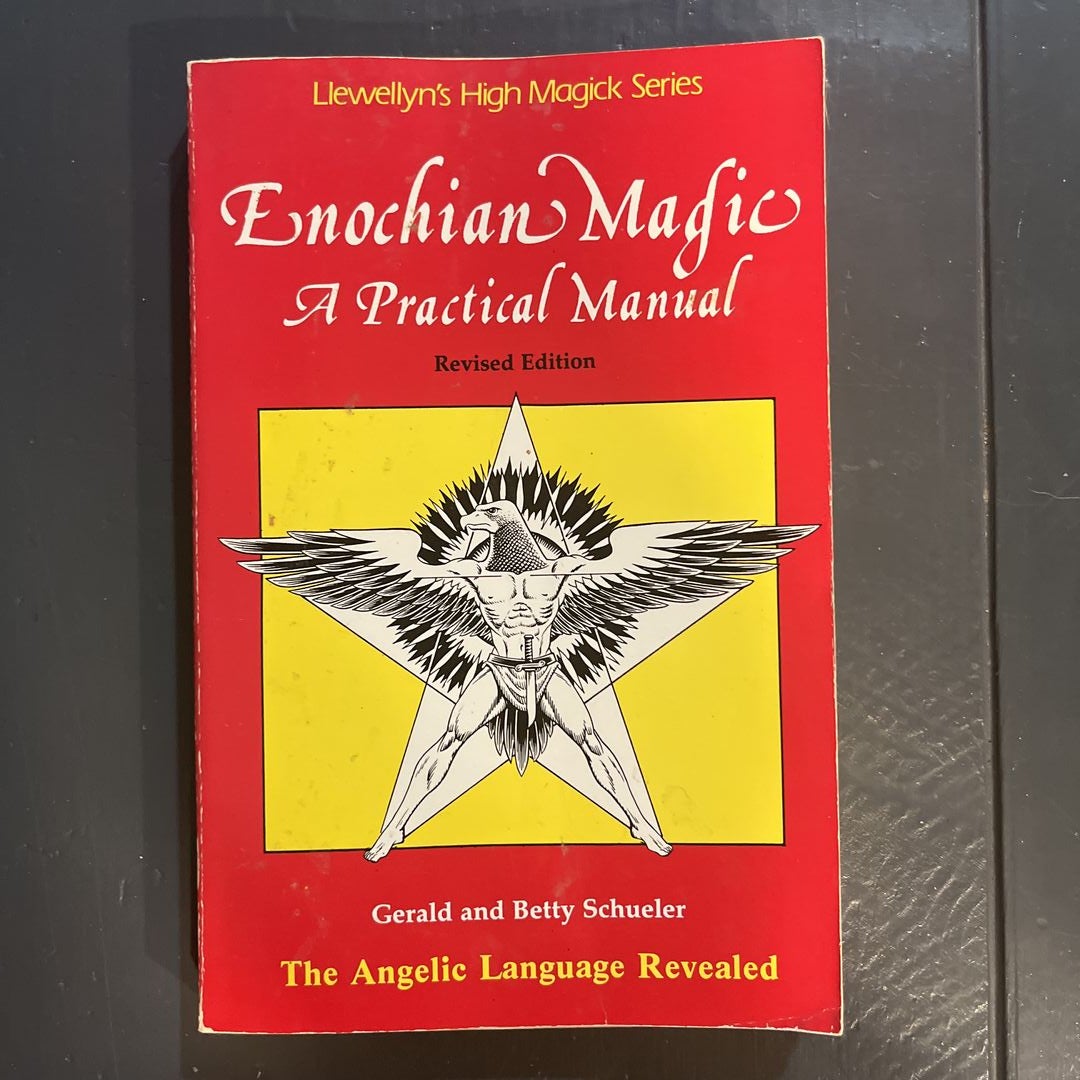 Llewellyn's High Magick Series
Enochian Magic
A Practical Manual
Revised Edition
Gerald and Betty Schueler
The Angelic Language Revealed